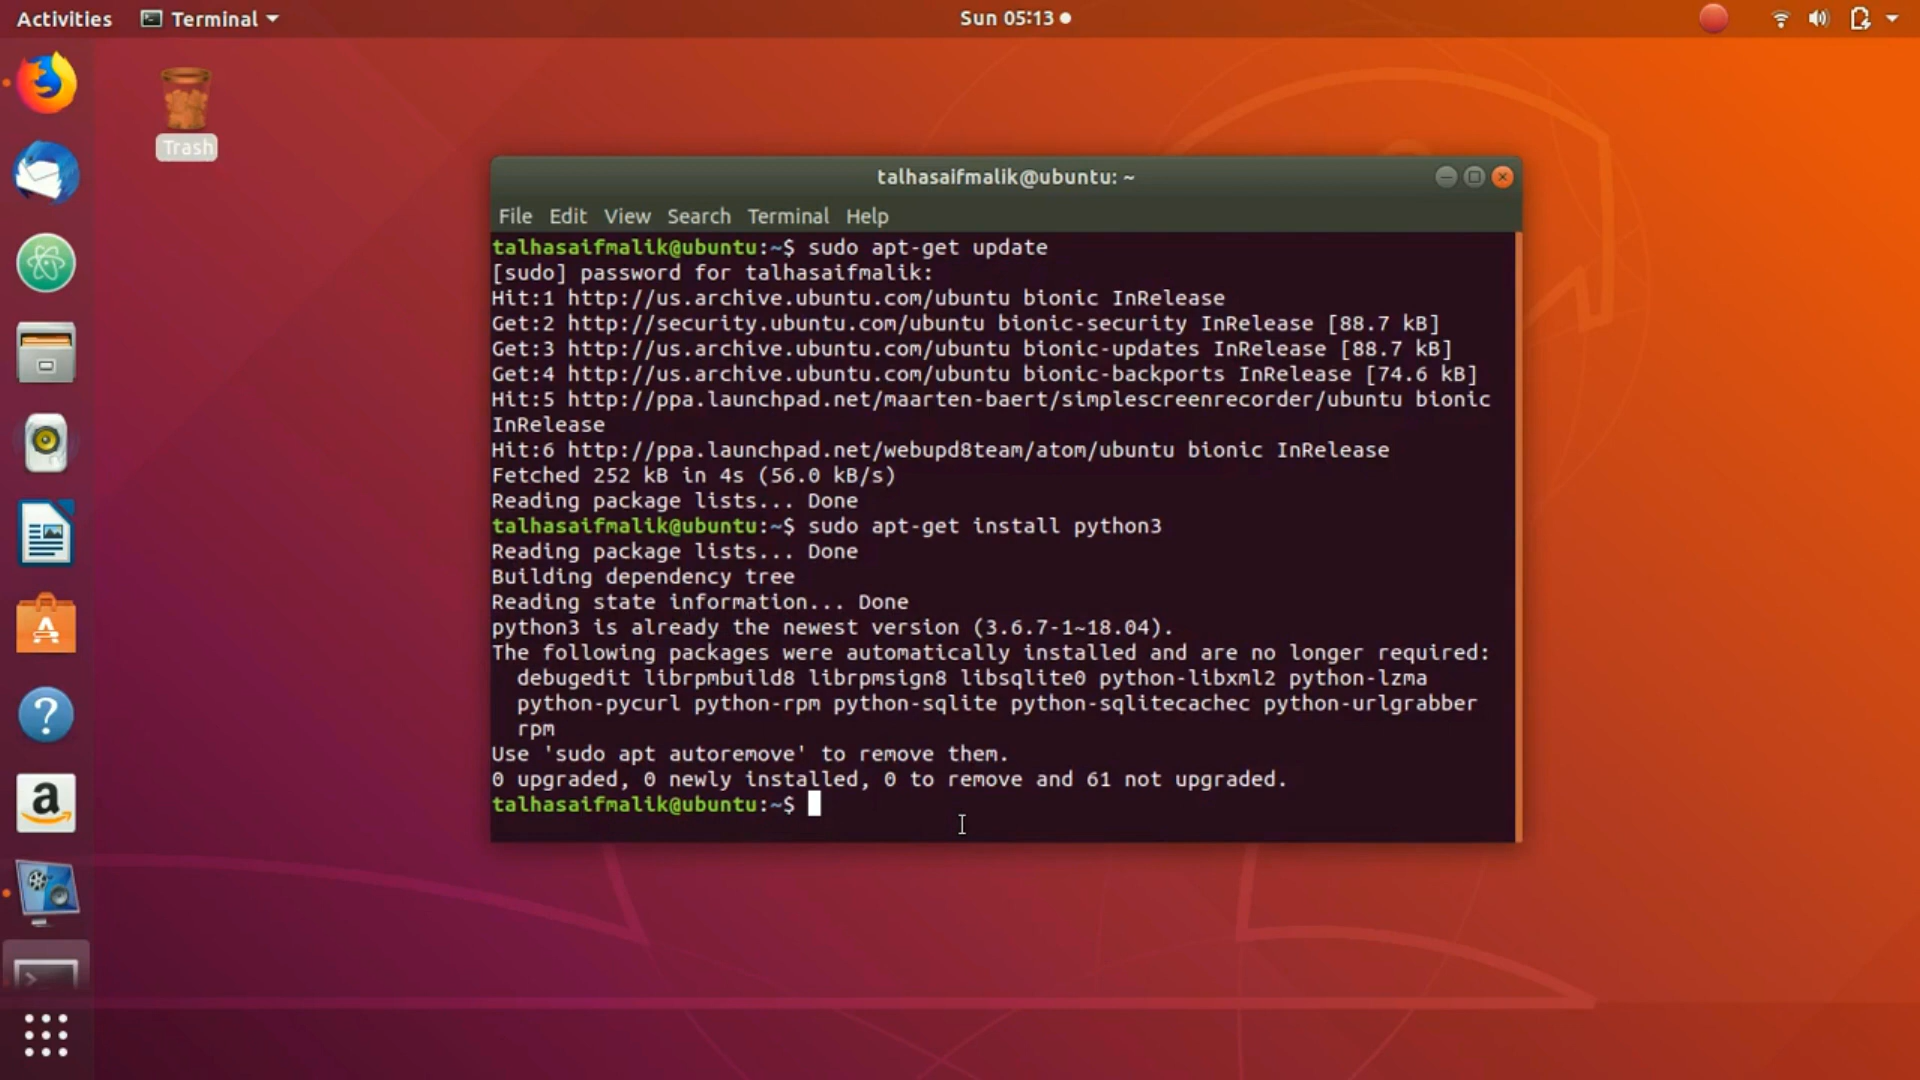 Activities Terminal Sun 05:13
Trash
talhasaifmalik@ubuntu: ~
File Edit View Search Terminal Help
talhasaifmalik@ubuntu:~$ sudo apt-get update
[sudo] password for talhasaifmalik:
Hit:1 http://us.archive.ubuntu.com/ubuntu bionic InRelease
Get:2 http://security.ubuntu.com/ubuntu bionic-security InRelease [88.7 kB]
Get:3 http://us.archive.ubuntu.com/ubuntu bionic-updates InRelease [88.7 kB]
Get:4 http://us.archive.ubuntu.com/ubuntu bionic-backports InRelease [74.6 kB]
Hit:5 http://ppa.launchpad.net/maarten-baert/simplescreenrecorder/ubuntu bionic
InRelease
Hit:6 http://ppa.launchpad.net/webupd8team/atom/ubuntu bionic InRelease
Fetched 252 kB in 4s (56.0 kB/s)
Reading package lists... Done
talhasaifmalik@ubuntu:~$ sudo apt-get install python3
Reading package lists... Done
Building dependency tree
Reading state information... Done
python3 is already the newest version (3.6.7-1~18.04).
The following packages were automatically installed and are no longer required:
debugedit librpmbuild8 librpmsign8 libsqlite0 python-libxml2 python-lzma
python-pycurl python-rpm python-sqlite python-sqlitecachec python-urlgrabber
rpm
Use 'sudo apt autoremove' to remove them.
0 upgraded, 0 newly installed, 0 to remove and 61 not upgraded.
talhasaifmalik@ubuntu:~$